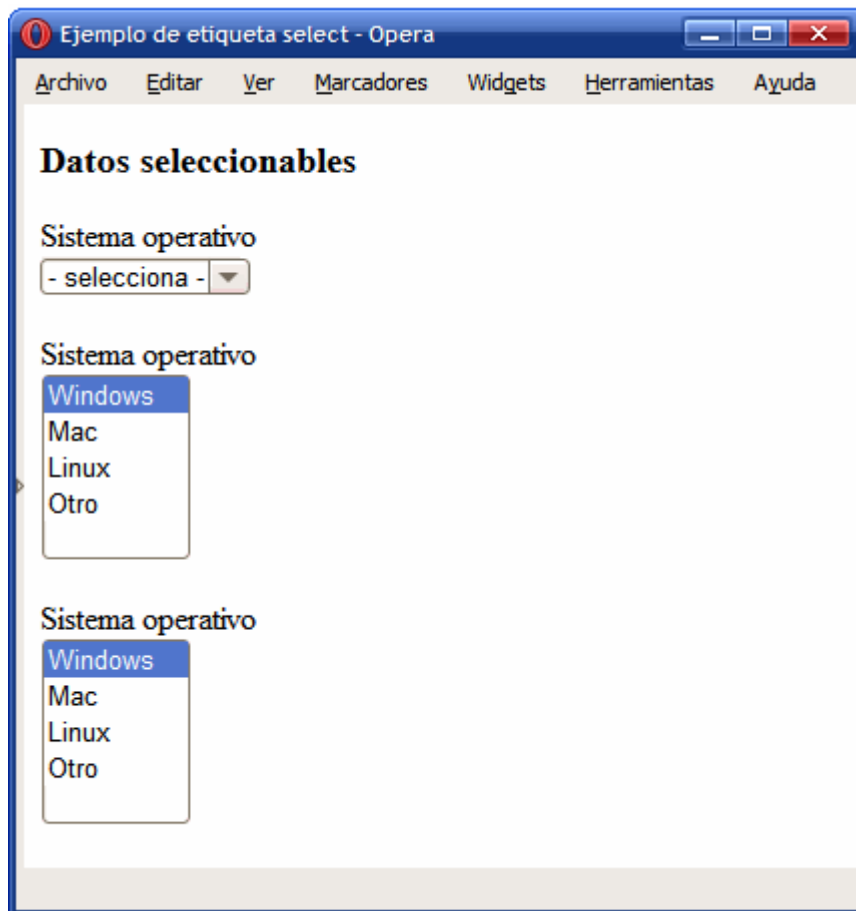 Ejemplo de etiqueta select - Opera
Archivo Editar Ver Marcadores Widgets Herramientas Ayuda
Datos seleccionables
Sistema operativo
- selecciona -
Sistema operativo
Windows
Mac
Linux
Otro
Sistema operativo
Windows
Mac
Linux
Otro